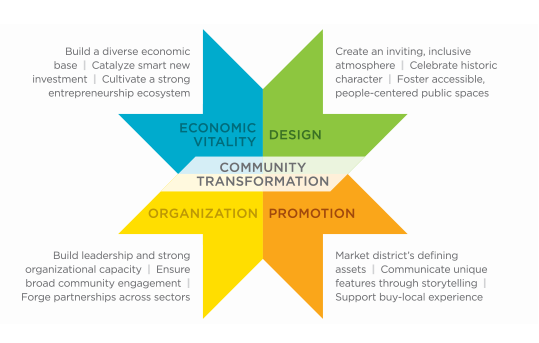 Build a diverse economic
base | Catalyze smart new
investment | Cultivate a strong
entrepreneurship ecosystem
Create an inviting, inclusive
atmosphere | Celebrate historic
character | Foster accessible,
people-centered public spaces
ECONOMIC
VITALITY
DESIGN
COMMUNITY
TRANSFORMATION
ORGANIZATION
PROMOTION
Build leadership and strong
organizational capacity | Ensure
broad community engagement |
Forge partnerships across sectors
Market district's defining
assets | Communicate unique
features through storytelling |
Support buy-local experience